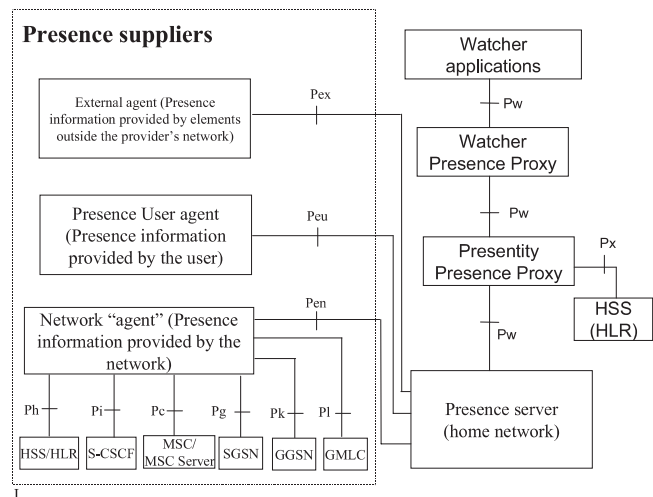 Presence suppliers
External agent (Presence
information provided by elements
outside the provider's network)
Pex
Presence User agent
(Presence information
provided by the user)
Peu
Network “agent” (Presence
information provided by the
network)
Pen
Ph
Pi
Pc
Pg
Pk
Pl
HSS/HLR
S-CSCF
MSC/
MSC Server
SGSN
GGSN
GMLC
Watcher
applications
Pw
Watcher
Presence Proxy
Pw
Presentity
Presence Proxy
Px
HSS
(HLR)
Pw
Presence server
(home network)